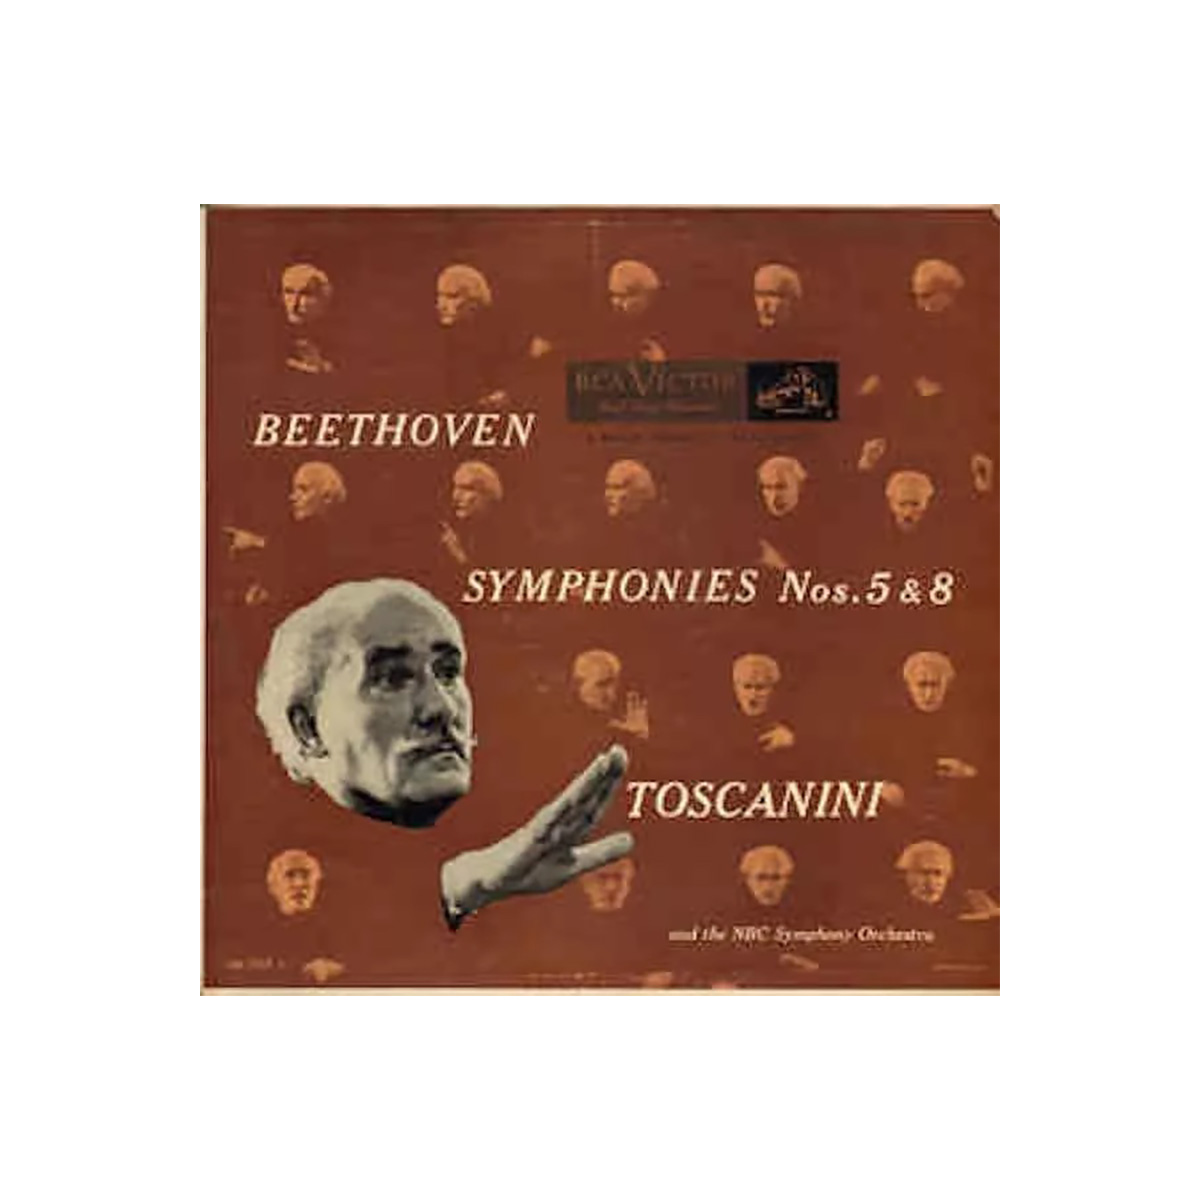 RCA VICTOR
BEETHOVEN
SYMPHONIES Nos. 5 & 8
TOSCANINI
and the NBC Symphony Orchestra